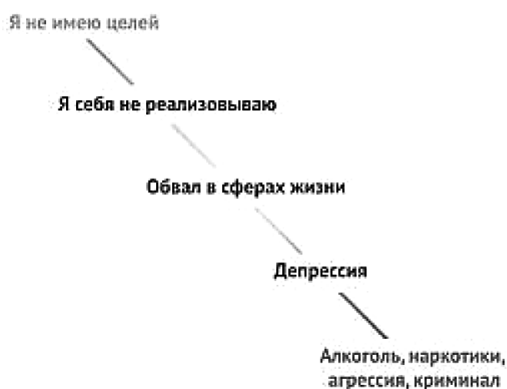 Я не имею целей
Я себя не реализовываю
Обвал в сферах жизни
Депрессия
Алкоголь, наркотики,
агрессия, криминал